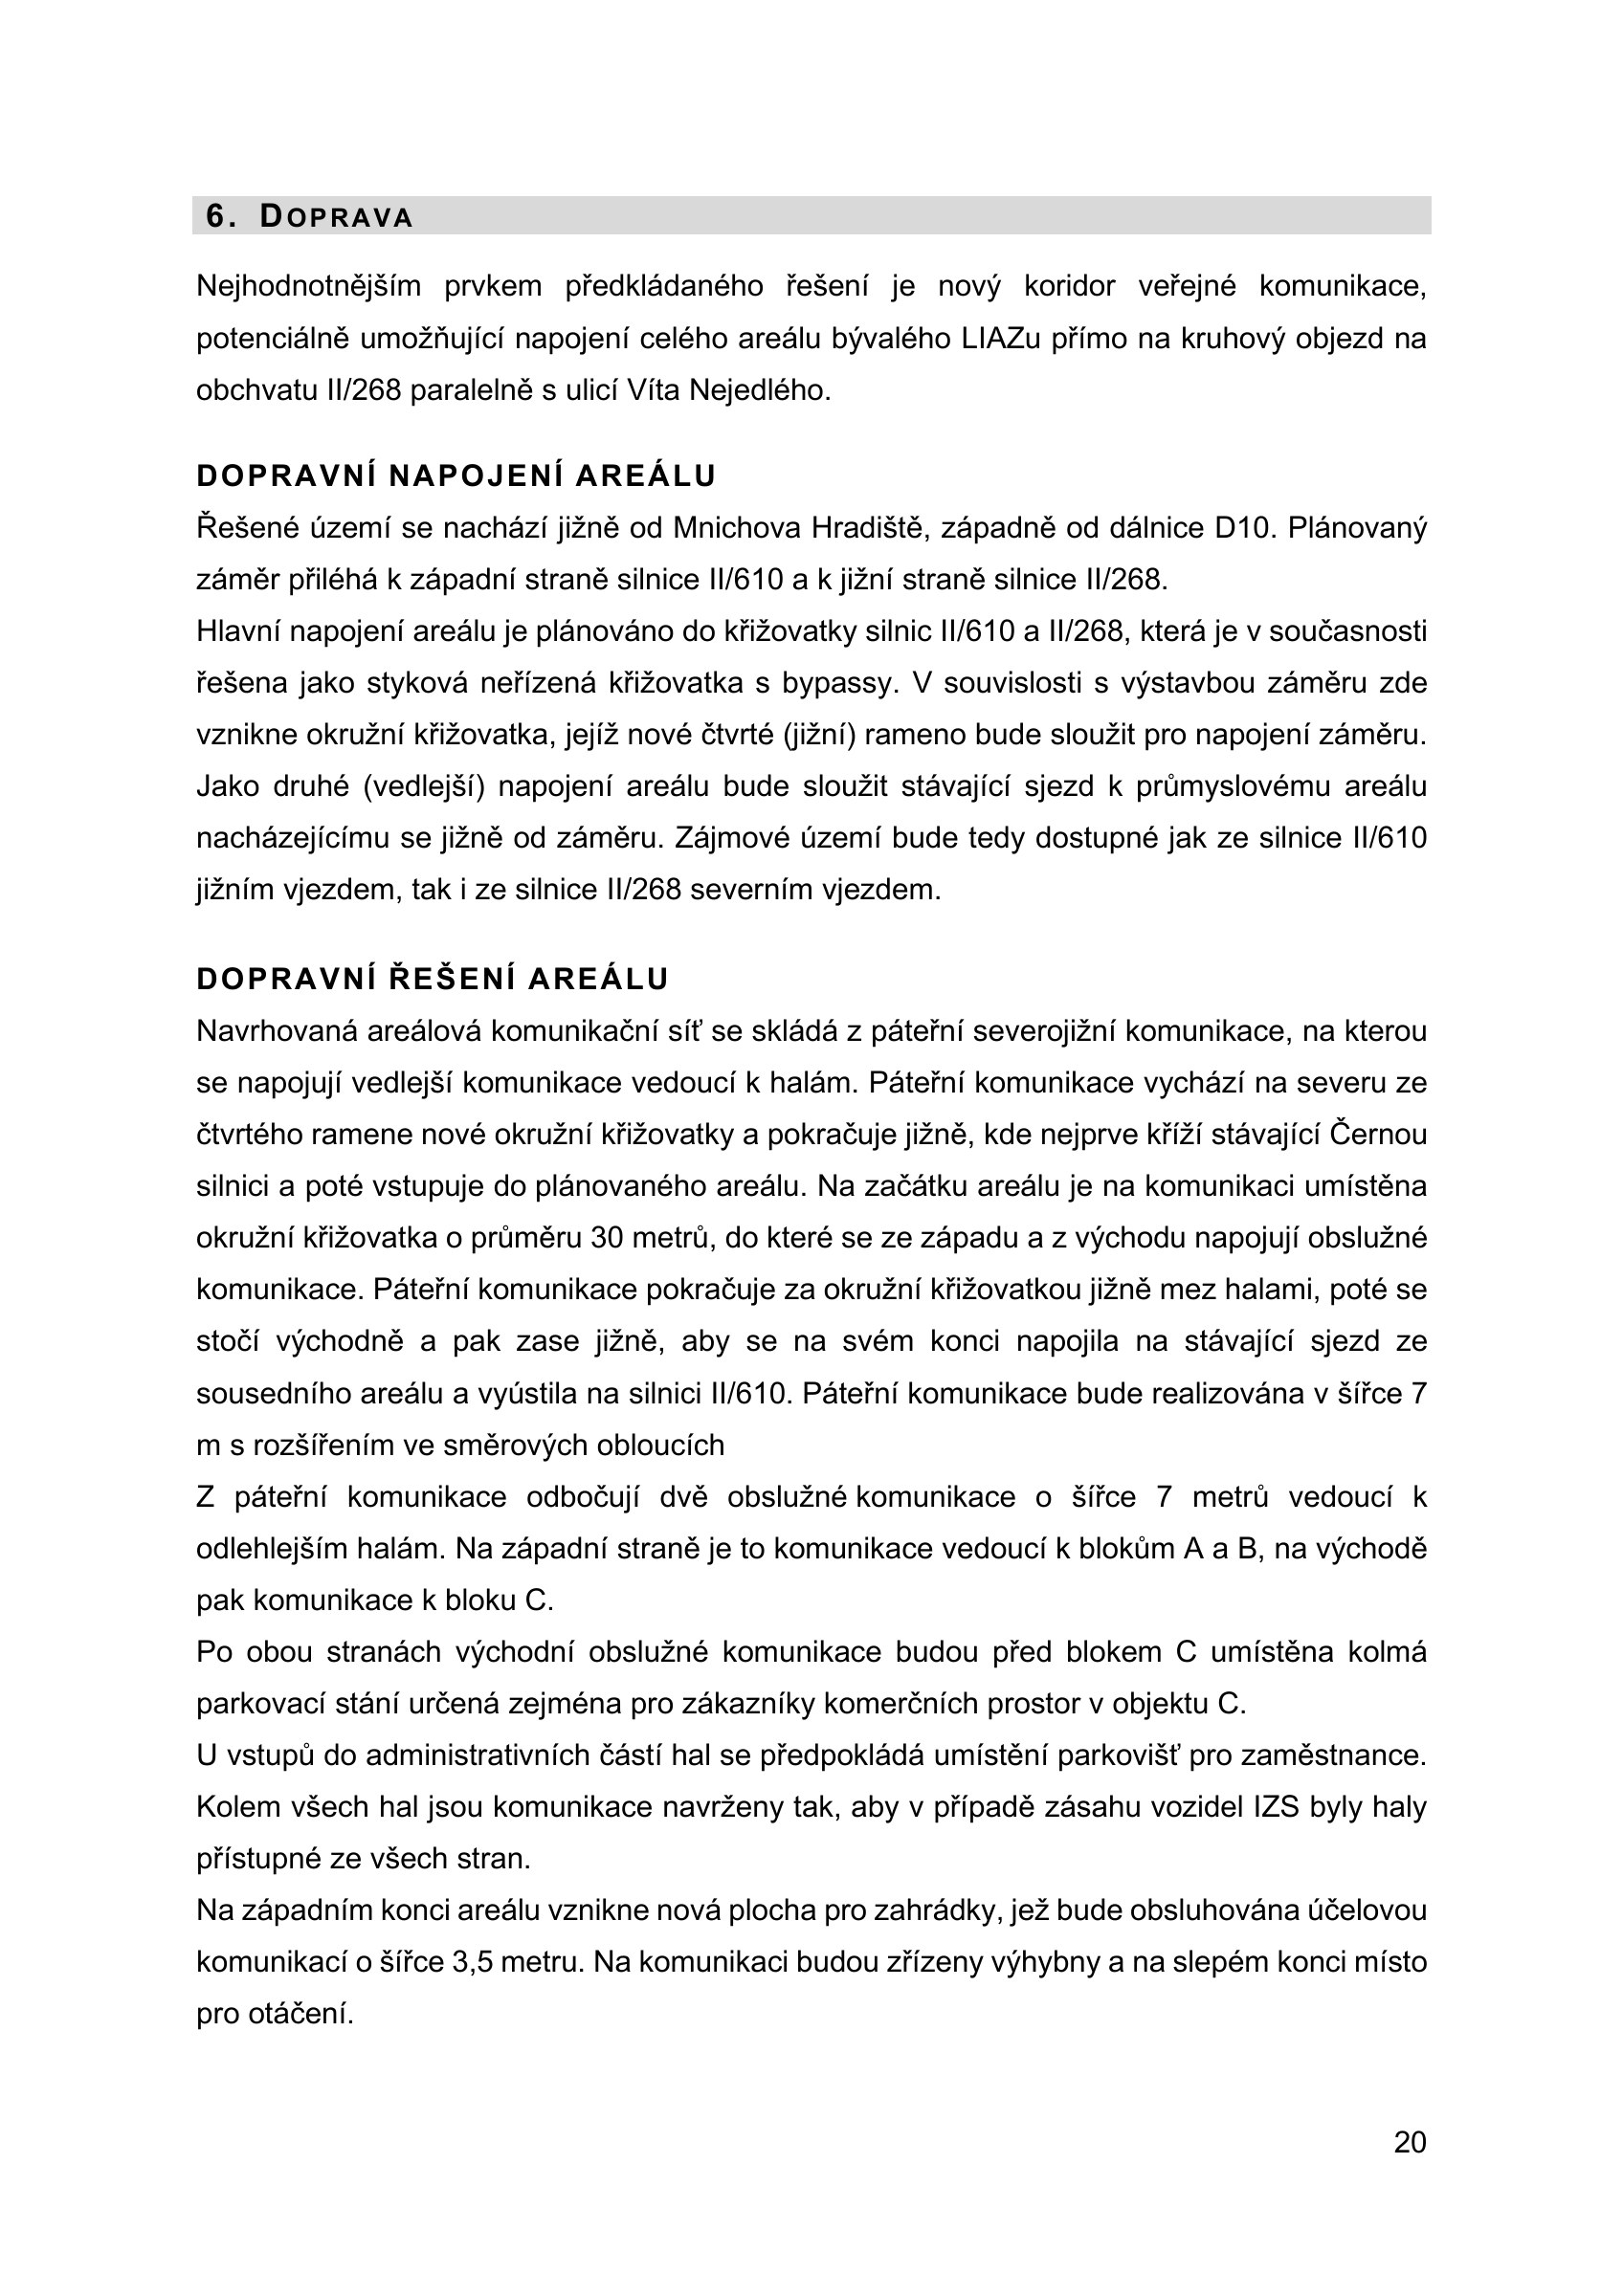 6. DOPRAVA
Nejhodnotnějším prvkem předkládaného řešení je nový koridor veřejné komunikace,
potenciálně umožňující napojení celého areálu bývalého LIAZu přímo na kruhový objezd na
obchvatu II/268 paralelně s ulicí Víta Nejedlého.
DOPRAVNÍ NAPOJENÍ AREÁLU
Řešené území se nachází jižně od Mnichova Hradiště, západně od dálnice D10. Plánovaný
záměr přiléhá k západní straně silnice II/610 a k jižní straně silnice II/268.
Hlavní napojení areálu je plánováno do křižovatky silnic II/610 a II/268, která je v současnosti
řešena jako styková neřízená křižovatka s bypassy. V souvislosti s výstavbou záměru zde
vznikne okružní křižovatka, jejíž nové čtvrté (jižní) rameno bude sloužit pro napojení záměru.
Jako druhé (vedlejší) napojení areálu bude sloužit stávající sjezd k průmyslovému areálu
nacházejícímu se jižně od záměru. Zájmové území bude tedy dostupné jak ze silnice II/610
jižním vjezdem, tak i ze silnice II/268 severním vjezdem.
DOPRAVNÍ ŘEŠENÍ AREÁLU
Navrhovaná areálová komunikační síť se skládá z páteřní severojižní komunikace, na kterou
se napojují vedlejší komunikace vedoucí k halám. Páteřní komunikace vychází na severu ze
čtvrtého ramene nové okružní křižovatky a pokračuje jižně, kde nejprve kříží stávající Černou
silnici a poté vstupuje do plánovaného areálu. Na začátku areálu je na komunikaci umístěna
okružní křižovatka o průměru 30 metrů, do které se ze západu a z východu napojují obslužné
komunikace. Páteřní komunikace pokračuje za okružní křižovatkou jižně mez halami, poté se
stočí východně a pak zase jižně, aby se na svém konci napojila na stávající sjezd ze
sousedního areálu a vyústila na silnici II/610. Páteřní komunikace bude realizována v šířce 7
m s rozšířením ve směrových obloucích
Z páteřní komunikace odbočují dvě obslužné komunikace o šířce 7 metrů vedoucí k
odlehlejším halám. Na západní straně je to komunikace vedoucí k blokům A a B, na východě
pak komunikace k bloku C.
Po obou stranách východní obslužné komunikace budou před blokem C umístěna kolmá
parkovací stání určená zejména pro zákazníky komerčních prostor v objektu C.
U vstupů do administrativních částí hal se předpokládá umístění parkovišť pro zaměstnance.
Kolem všech hal jsou komunikace navrženy tak, aby v případě zásahu vozidel IZS byly haly
přístupné ze všech stran.
Na západním konci areálu vznikne nová plocha pro zahrádky, jež bude obsluhována účelovou
komunikací o šířce 3,5 metru. Na komunikaci budou zřízeny výhybny a na slepém konci místo
pro otáčení.
20